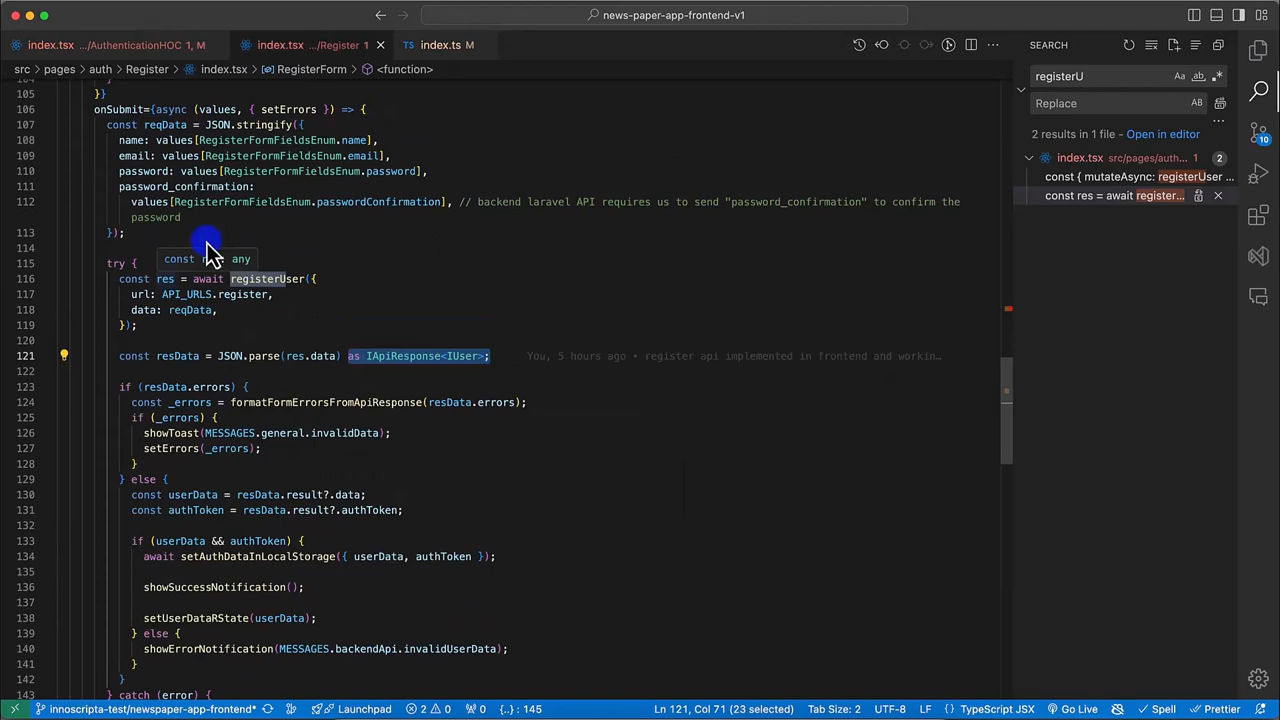 news-paper-app-frontend-v1
index.tsx .../AuthenticationHOC 1, M
index.tsx .../Register 1
TS index.ts M
SEARCH
src > pages > auth > Register > index.tsx > RegisterForm > <function>
registerU
Aa
Replace
AB
2 results in 1 file - Open in editor
index.tsx src/pages/auth... 1 2
const { mutateAsync: registerUser ...
const res = await register...
105 }}
106 onSubmit={async (values, { setErrors }) => {
107 const reqData = JSON.stringify({
108 name: values[RegisterFormFieldsEnum.name],
109 email: values[RegisterFormFieldsEnum.email],
110 password: values[RegisterFormFieldsEnum.password],
111 password_confirmation:
112 values[RegisterFormFieldsEnum.passwordConfirmation], // backend laravel API requires us to send "password_confirmation" to confirm the
password
113 });
114
115 try {
const any
116 const res = await registerUser({
117 url: API_URLS.register,
118 data: reqData,
119 });
120
121 const resData = JSON.parse(res.data) as IApiResponse<IUser>; You, 5 hours ago • register api implemented in frontend and workin…
122
123 if (resData.errors) {
124 const _errors = formatFormErrorsFromApiResponse(resData.errors);
125 if (_errors) {
126 showToast(MESSAGES.general.invalidData);
127 setErrors(_errors);
128 }
129 } else {
130 const userData = resData.result?.data;
131 const authToken = resData.result?.authToken;
132
133 if (userData && authToken) {
134 await setAuthDataInLocalStorage({ userData, authToken });
135
136 showSuccessNotification();
137
138 setUserDataRState(userData);
139 } else {
140 showErrorNotification(MESSAGES.backendApi.invalidUserData);
141 }
142 }
143 } catch (error) {
10
innoscripta-test/newspaper-app-frontend* Launchpad 2 0 {..} : 145 Ln 121, Col 71 (23 selected) Tab Size: 2 UTF-8 LF TypeScript JSX Go Live Spell Prettier